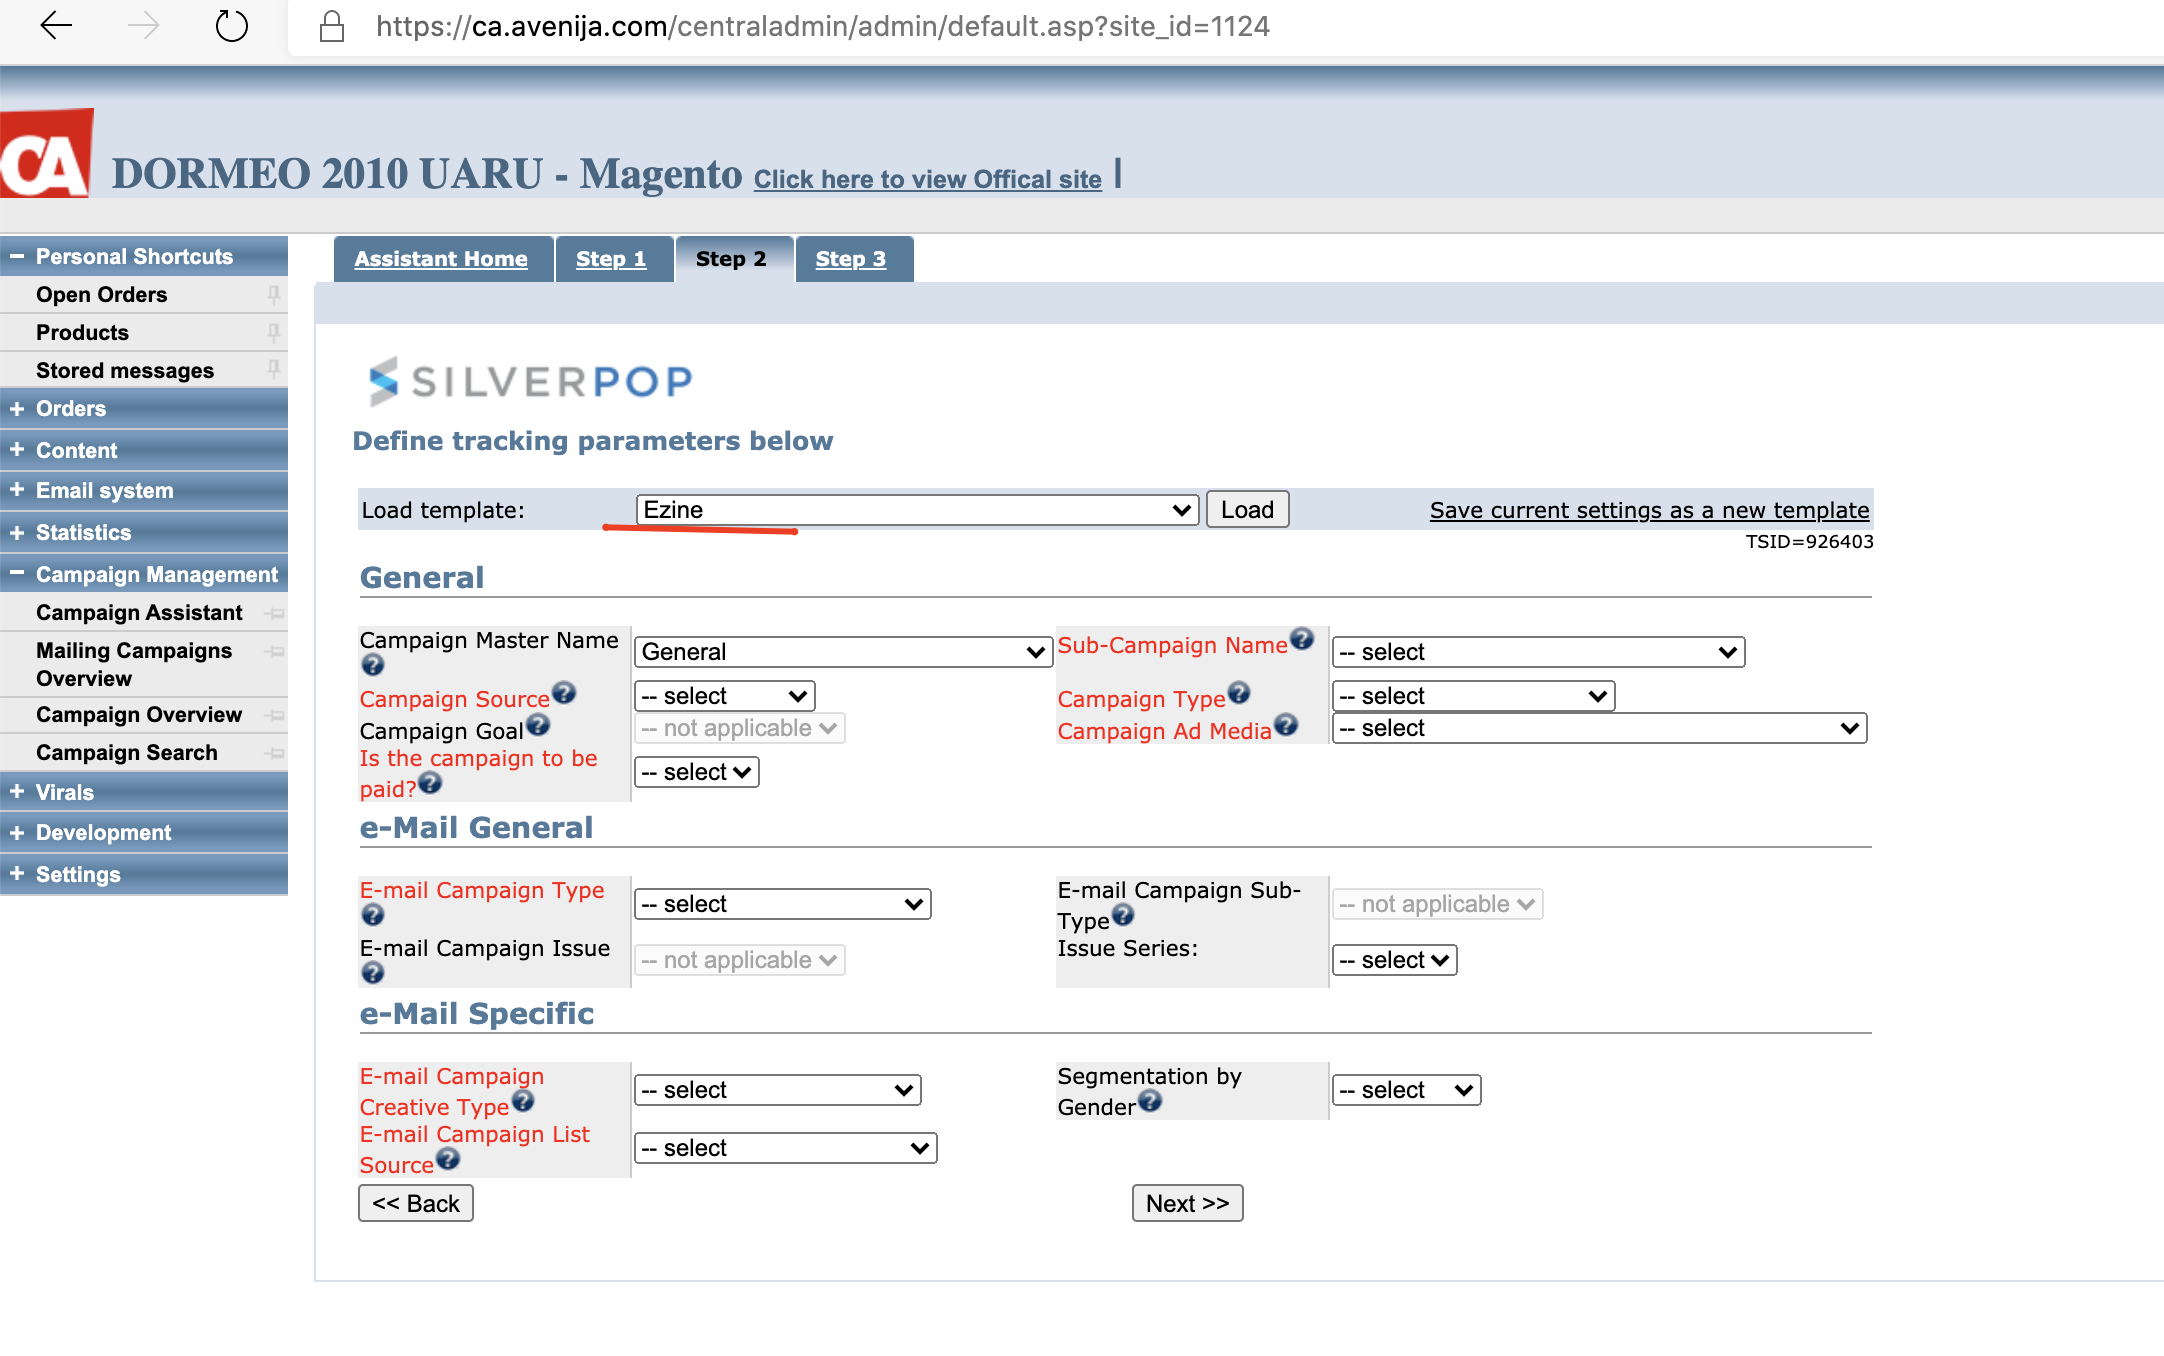 https://ca.avenija.com/centraladmin/admin/default.asp?site_id=1124
CA DORMEO 2010 UARU - Magento Click here to view Offical site |
Personal Shortcuts
Open Orders
Products
Stored messages
Orders
Content
Email system
Statistics
Campaign Management
Campaign Assistant
Mailing Campaigns
Overview
Campaign Overview
Campaign Search
Virals
Development
Settings
Assistant Home Step 1 Step 2 Step 3
SILVERPOP
Define tracking parameters below
Load template: Ezine Load Save current settings as a new template
TSID=926403
General
Campaign Master Name General Sub-Campaign Name -- select
Campaign Source -- select Campaign Type -- select
Campaign Goal -- not applicable Campaign Ad Media -- select
Is the campaign to be
paid? -- select
e-Mail General
E-mail Campaign Type -- select E-mail Campaign Sub-
Type -- not applicable
E-mail Campaign Issue -- not applicable Issue Series: -- select
e-Mail Specific
E-mail Campaign
Creative Type -- select Segmentation by
Gender -- select
E-mail Campaign List
Source -- select
<< Back Next >>